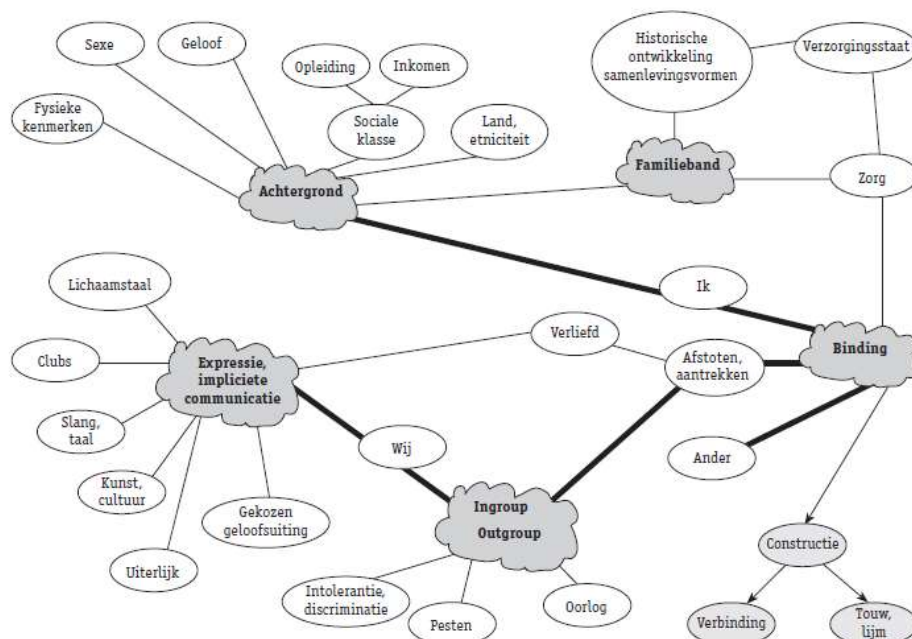 Sexe
Geloof
Opleiding
Inkomen
Fysieke
kenmerken
Sociale
klasse
Land,
etniciteit
Achtergrond
Historische
ontwikkeling
samenlevingsvormen
Verzorgingsstaat
Familieband
Zorg
Ik
Lichaamstaal
Verliefd
Clubs
Expressie,
impliciete
communicatie
Afstoten,
aantrekken
Binding
Slang,
taal
Wij
Ander
Kunst,
cultuur
Gekozen
geloofsuiting
Ingroup
Outgroup
Uiterlijk
Constructie
Intolerantie,
discriminatie
Pesten
Oorlog
Verbinding
Touw,
lijm